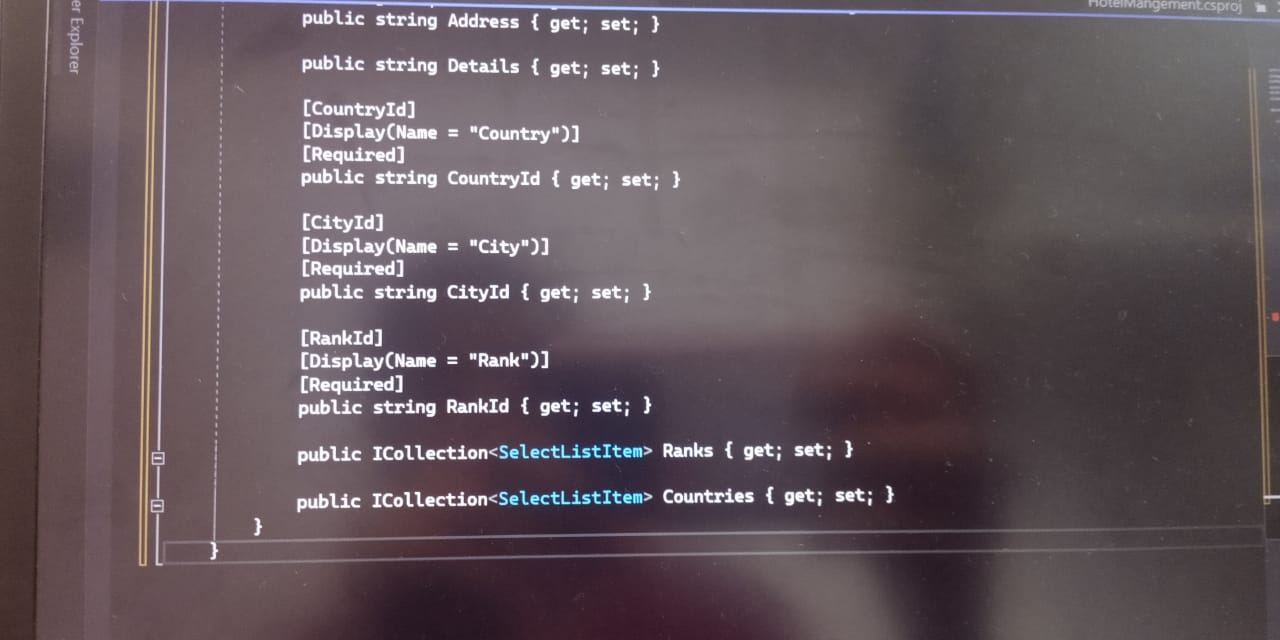 er Explorer
HotelMangement.csproj
public string Address { get; set; }
public string Details { get; set; }
[CountryId]
[Display(Name = "Country")]
[Required]
public string CountryId { get; set; }
[CityId]
[Display(Name = "City")]
[Required]
public string CityId { get; set; }
[RankId]
[Display(Name = "Rank")]
[Required]
public string RankId { get; set; }
public ICollection<SelectListItem> Ranks { get; set; }
public ICollection<SelectListItem> Countries { get; set; }
}
}